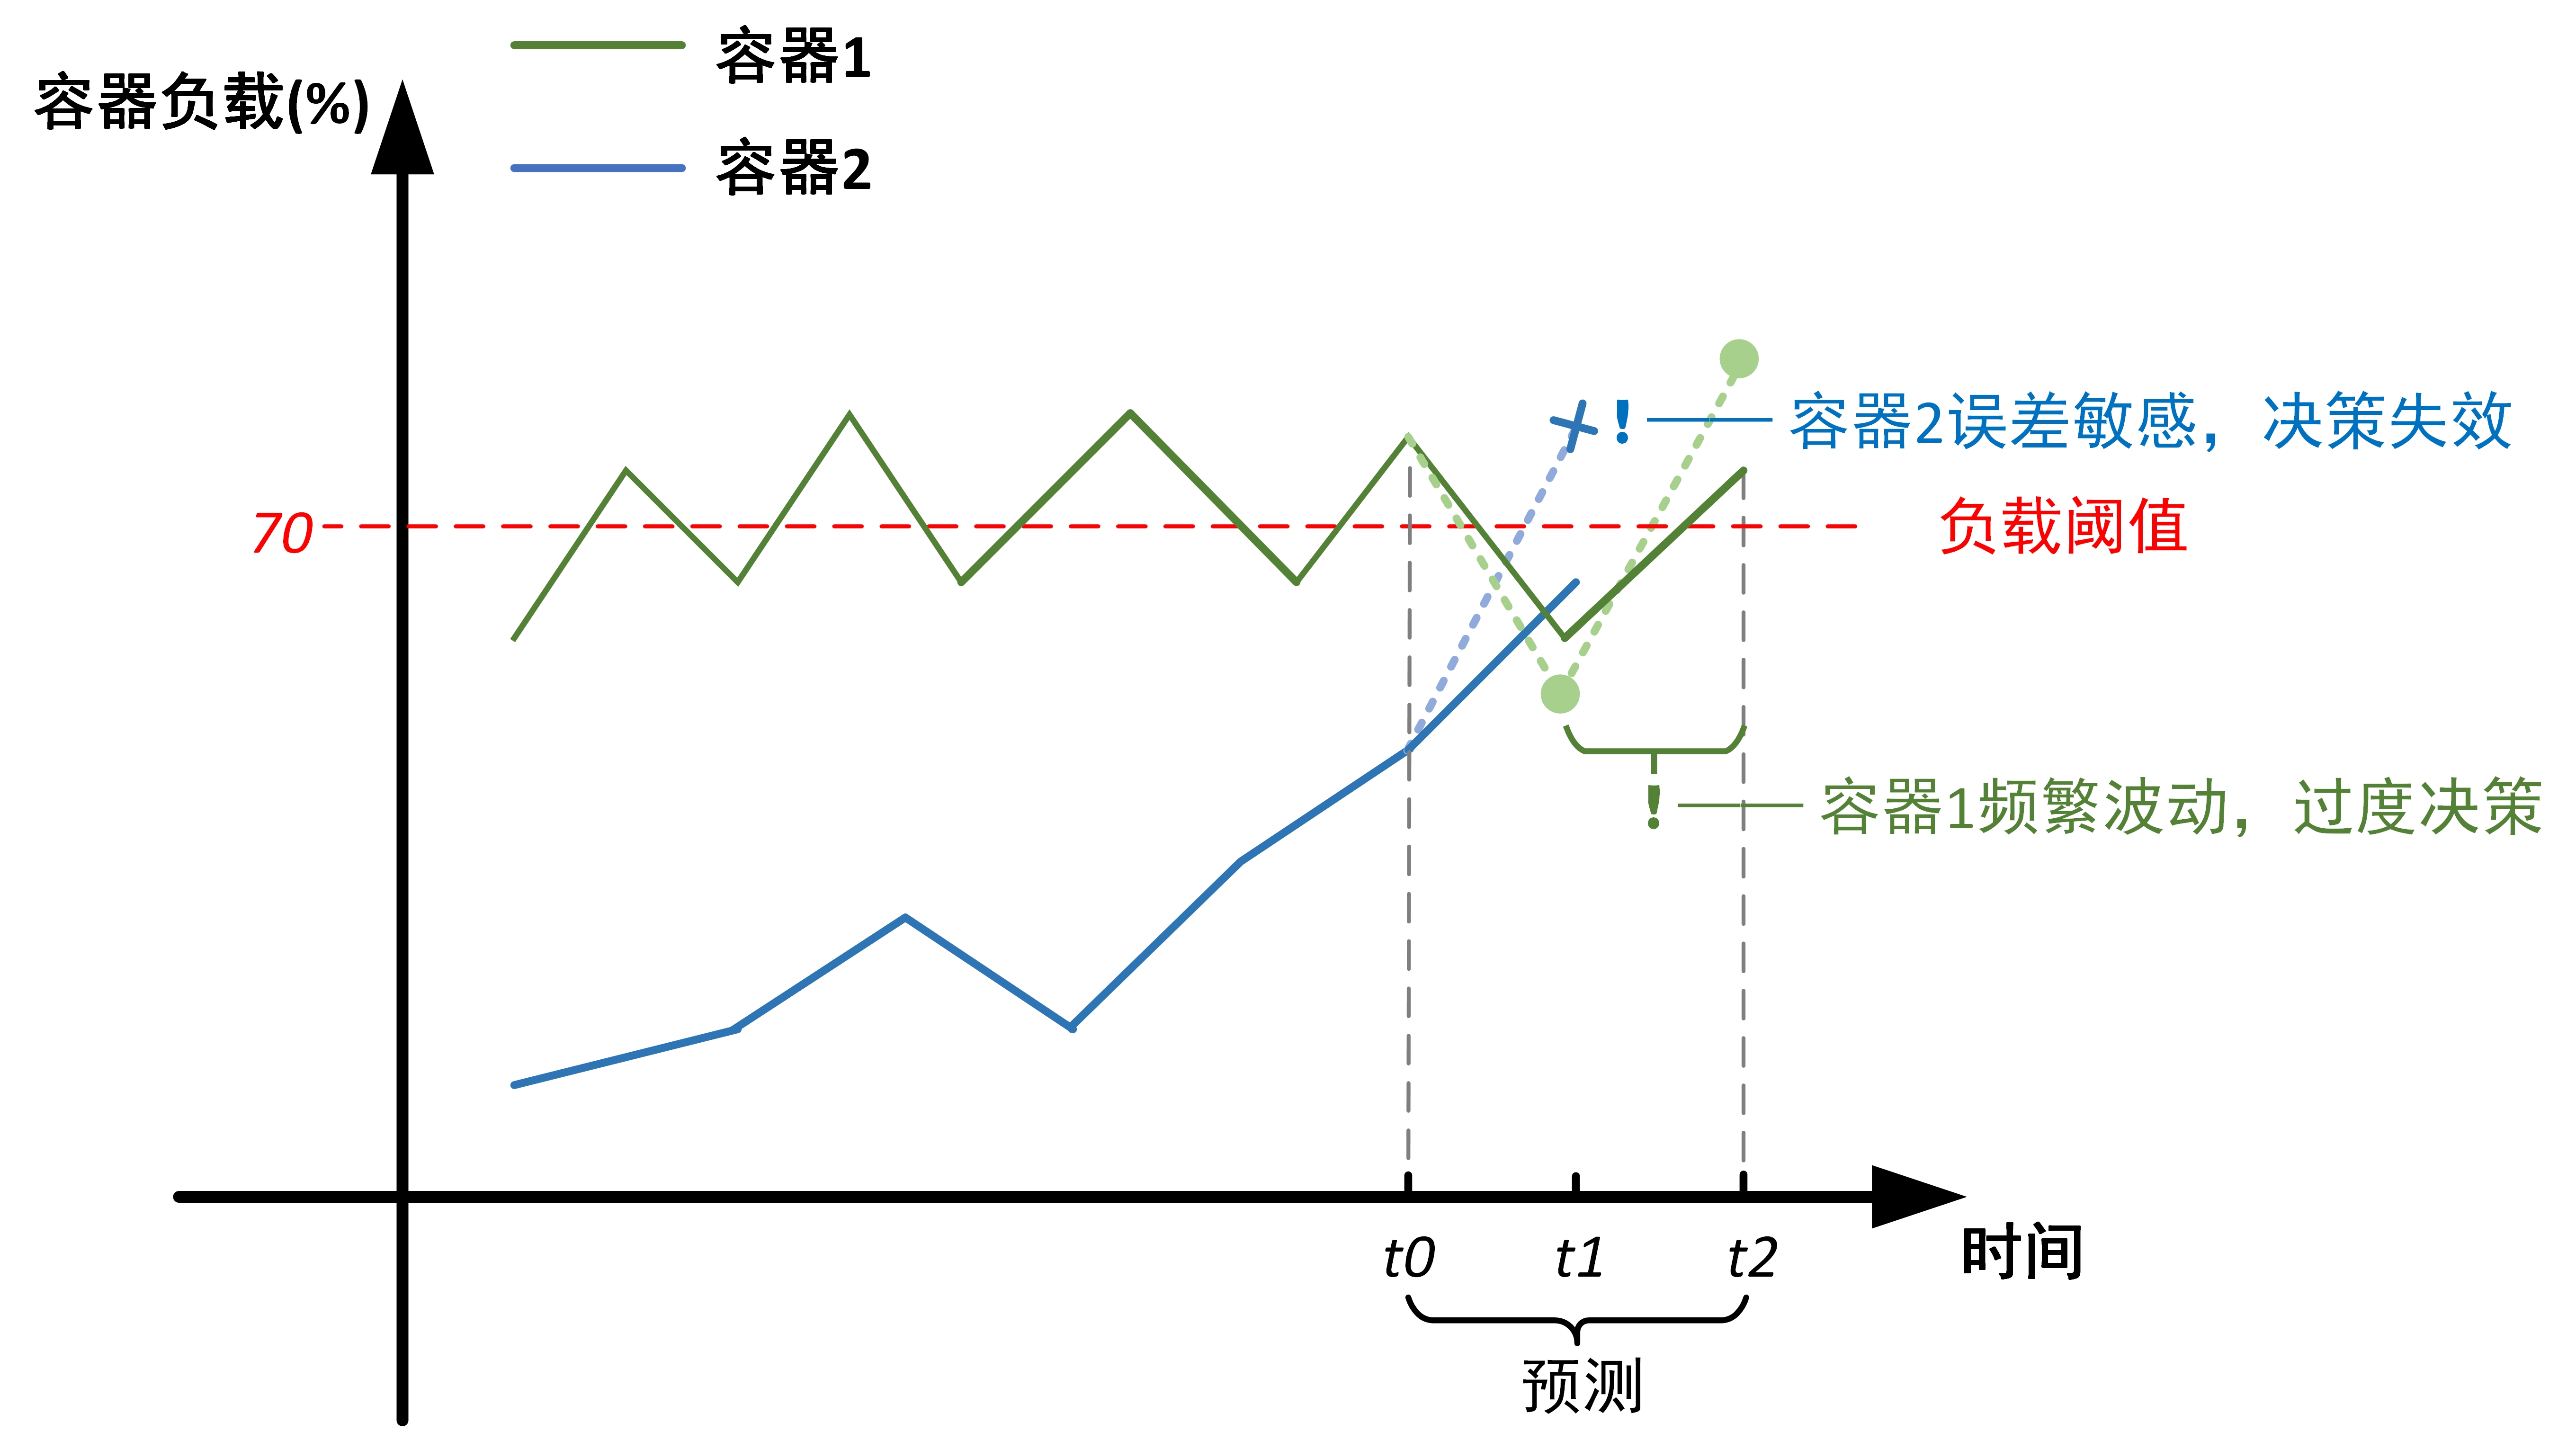 容器1
容器负载(%)
容器2
容器2误差敏感，决策失效
70
负载阈值
!
!
容器1频繁波动，过度决策
t0
t1
t2
时间
预测